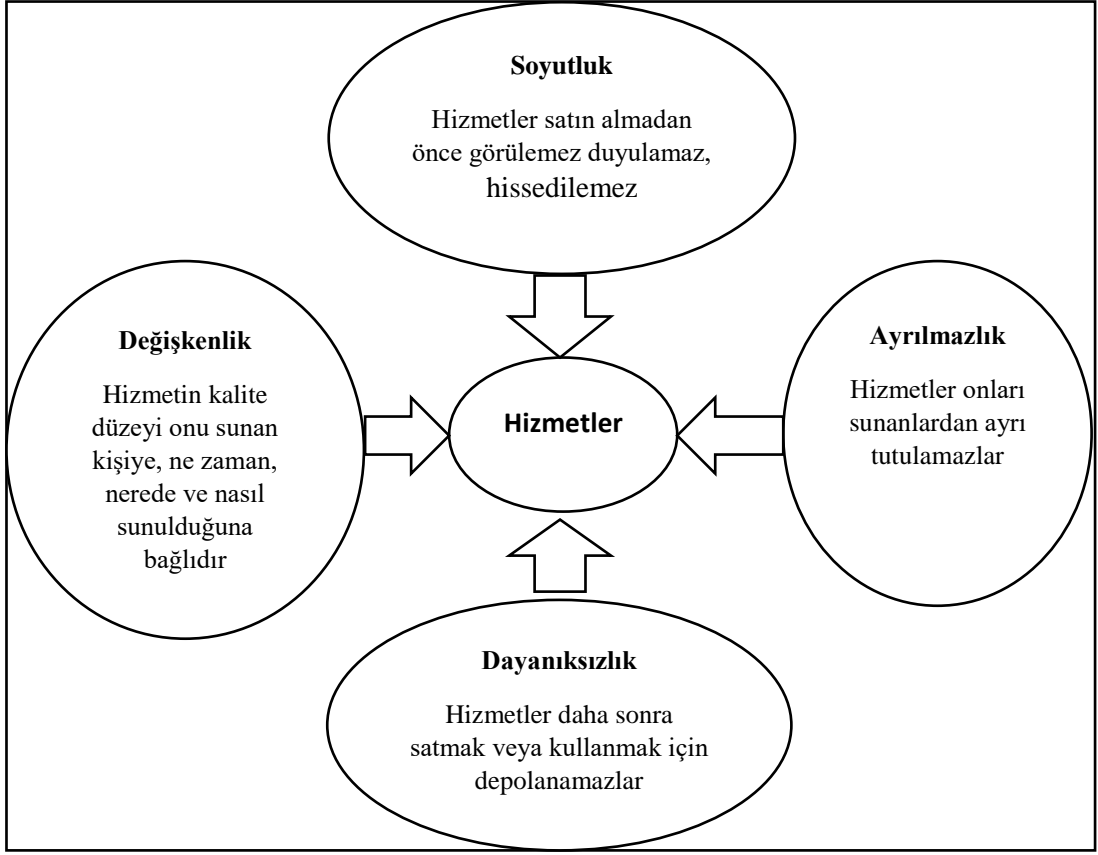 Soyutluk
Hizmetler satın almadan
önce görülemez duyulamaz,
hissedilemez
Değişkenlik
Hizmetin kalite
düzeyi onu sunan
kişiye, ne zaman,
nerede ve nasıl
sunulduğuna
bağlıdır
Hizmetler
Ayrılmazlık
Hizmetler onları
sunanlardan ayrı
tutulamazlar
Dayanıksızlık
Hizmetler daha sonra
satmak veya kullanmak için
depolanamazlar